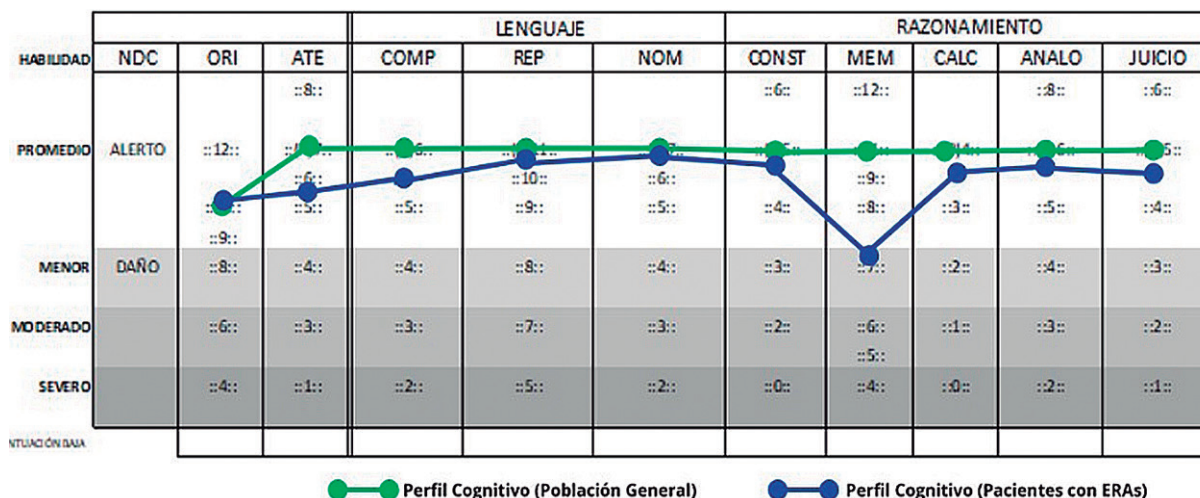 LENGUAJE RAZONAMIENTO
HABILIDAD NDC ORI ATE COMP REP NOM CONST MEM CALC ANALO JUICIO
::8:: ::6:: ::12:: ::8:: ::6::
PROMEDIO ALERTO ::12::
::6:: ::10:: ::6:: ::9::
::5:: ::5:: ::9:: ::5:: ::4:: ::8:: ::3:: ::5:: ::4::
::9::
MENOR DAÑO ::8:: ::4:: ::4:: ::8:: ::4:: ::3:: ::7:: ::2:: ::4:: ::3::
MODERADO ::6:: ::3:: ::3:: ::7:: ::3:: ::2:: ::6:: ::1:: ::3:: ::2::
::5::
SEVERO ::4:: ::1:: ::2:: ::5:: ::2:: ::0:: ::4:: ::0:: ::2:: ::1::
NTUACIÓN BAJA
Perfil Cognitivo (Población General) Perfil Cognitivo (Pacientes con ERAs)